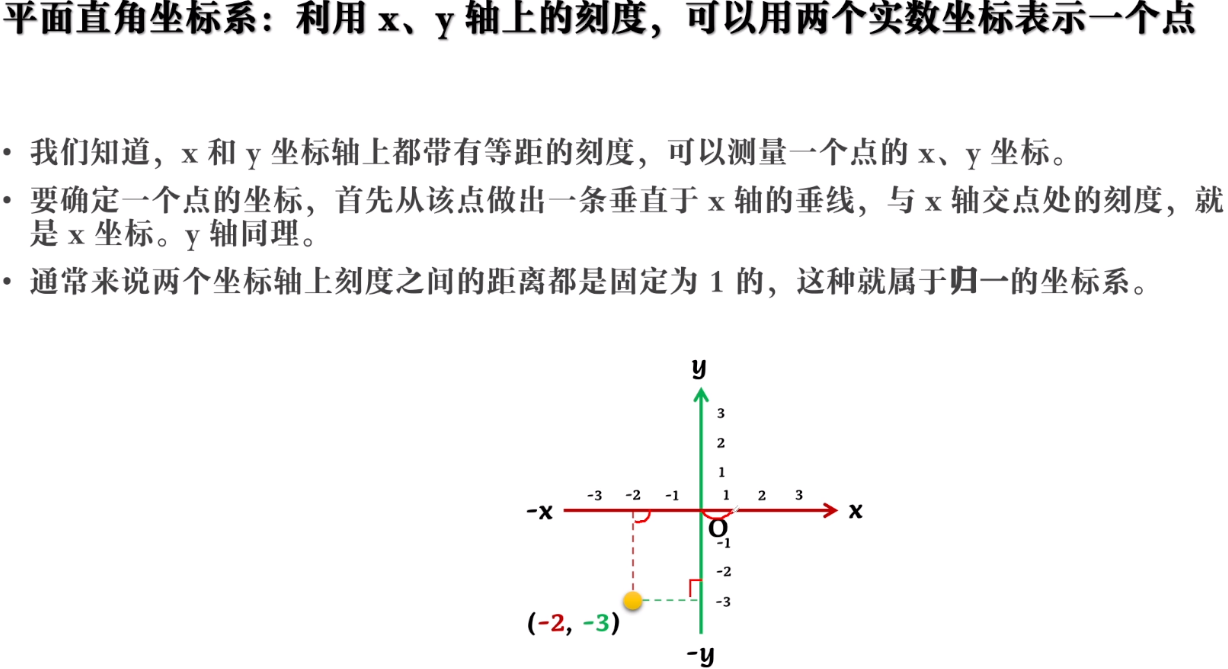 平面直角坐标系：利用 x、y 轴上的刻度，可以用两个实数坐标表示一个点
• 我们知道，x 和 y 坐标轴上都带有等距的刻度，可以测量一个点的 x、y 坐标。
• 要确定一个点的坐标，首先从该点做出一条垂直于 x 轴的垂线，与 x 轴交点处的刻度，就
是 x 坐标。y 轴同理。
• 通常来说两个坐标轴上刻度之间的距离都是固定为 1 的，这种就属于归一的坐标系。
y
3
2
1
-3 -2 -1 1 2 3
-x x
O
-1
-2
-3
(-2, -3)
-y